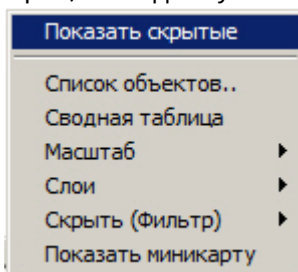 Показать скрытые
Список объектов..
Сводная таблица
Масштаб
Слои
Скрыть (Фильтр)
Показать миникарту